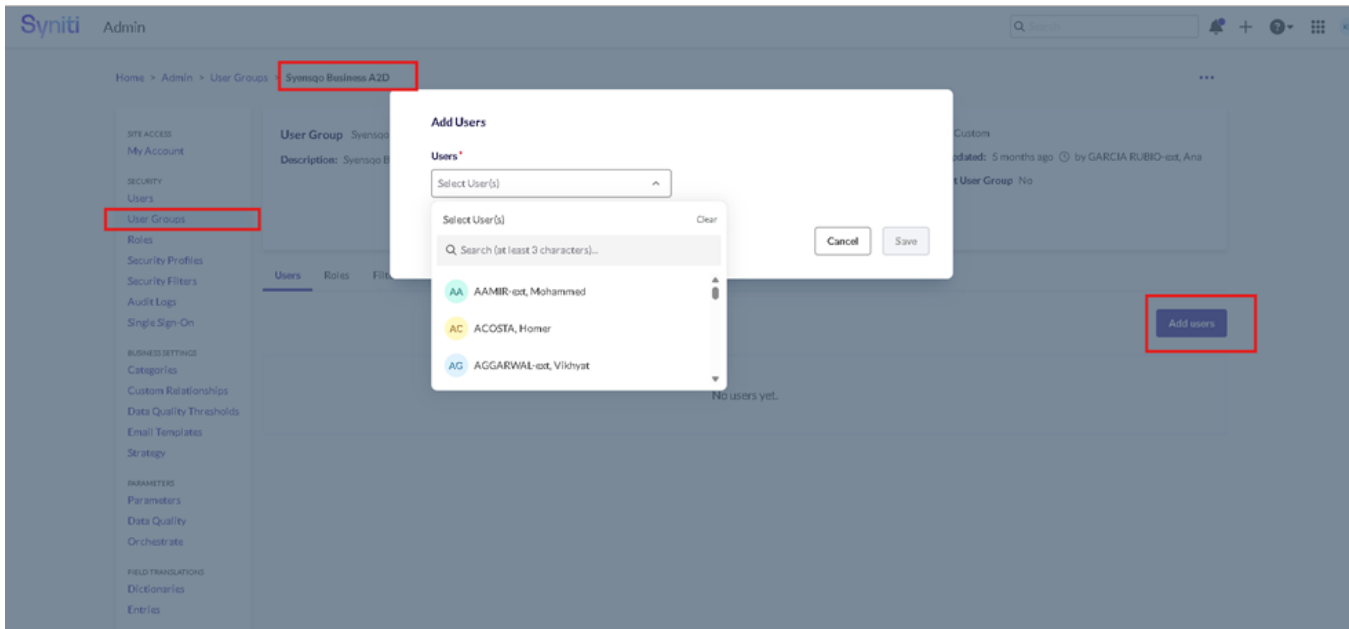 Syniti Admin
Search
Home > Admin > User Groups > Syensqo Business A2D
SITE ACCESS
My Account
SECURITY
Users
User Groups
Roles
Security Profiles
Security Filters
Audit Logs
Single Sign-On
BUSINESS SETTINGS
Categories
Custom Relationships
Data Quality Thresholds
Email Templates
Strategy
PARAMETERS
Parameters
Data Quality
Orchestrate
FIELD TRANSLATIONS
Dictionaries
Entries
User Group Syensqo
Description: Syensqo B
Custom
pdated: 5 months ago by GARCIA RUBIO-ext, Ana
t User Group No
Users Roles Filte
Add users
No users yet.
Add Users
Users*
Select User(s)
Select User(s) Clear
Search (at least 3 characters)...
AA AAMIR-ext, Mohammed
AC ACOSTA, Homer
AG AGGARWAL-ext, Vikhyat
Cancel Save